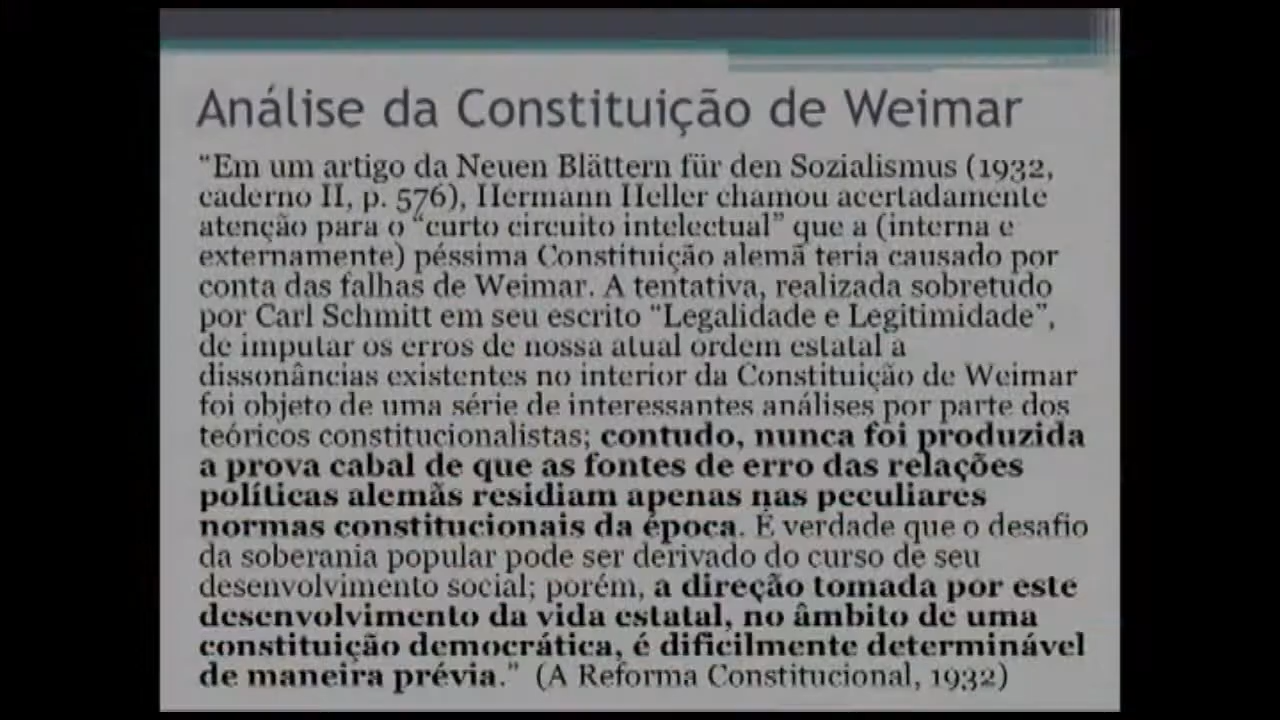 Análise da Constituição de Weimar
“Em um artigo da Neuen Blättern für den Sozialismus (1932,
caderno II, p. 576), Hermann Heller chamou acertadamente
atenção para o “curto circuito intelectual” que a (interna e
externamente) péssima Constituição alemã teria causado por
conta das falhas de Weimar. A tentativa, realizada sobretudo
por Carl Schmitt em seu escrito “Legalidade e Legitimidade”,
de imputar os erros de nossa atual ordem estatal a
dissonâncias existentes no interior da Constituição de Weimar
foi objeto de uma série de interessantes análises por parte dos
teóricos constitucionalistas; contudo, nunca foi produzida
a prova cabal de que as fontes de erro das relações
políticas alemãs residiam apenas nas peculiares
normas constitucionais da época. É verdade que o desafio
da soberania popular pode ser derivado do curso de seu
desenvolvimento social; porém, a direção tomada por este
desenvolvimento da vida estatal, no âmbito de uma
constituição democrática, é dificilmente determinável
de maneira prévia.” (A Reforma Constitucional, 1932)